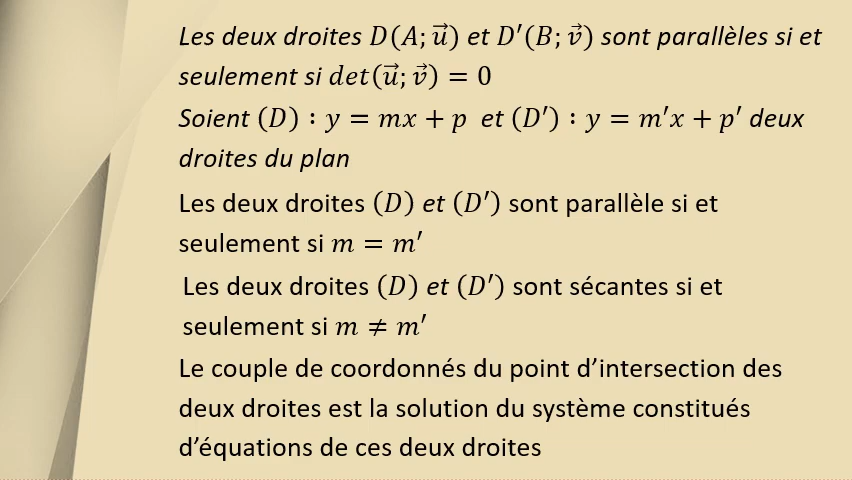 Les deux droites D(A; u⃗) et D′(B; v⃗) sont parallèles si et
seulement si det(u⃗; v⃗) = 0
Soient (D) : y = mx + p et (D′) : y = m′x + p′ deux
droites du plan
Les deux droites (D) et (D′) sont parallèle si et
seulement si m = m′
Les deux droites (D) et (D′) sont sécantes si et
seulement si m ≠ m′
Le couple de coordonnés du point d’intersection des
deux droites est la solution du système constitués
d’équations de ces deux droites